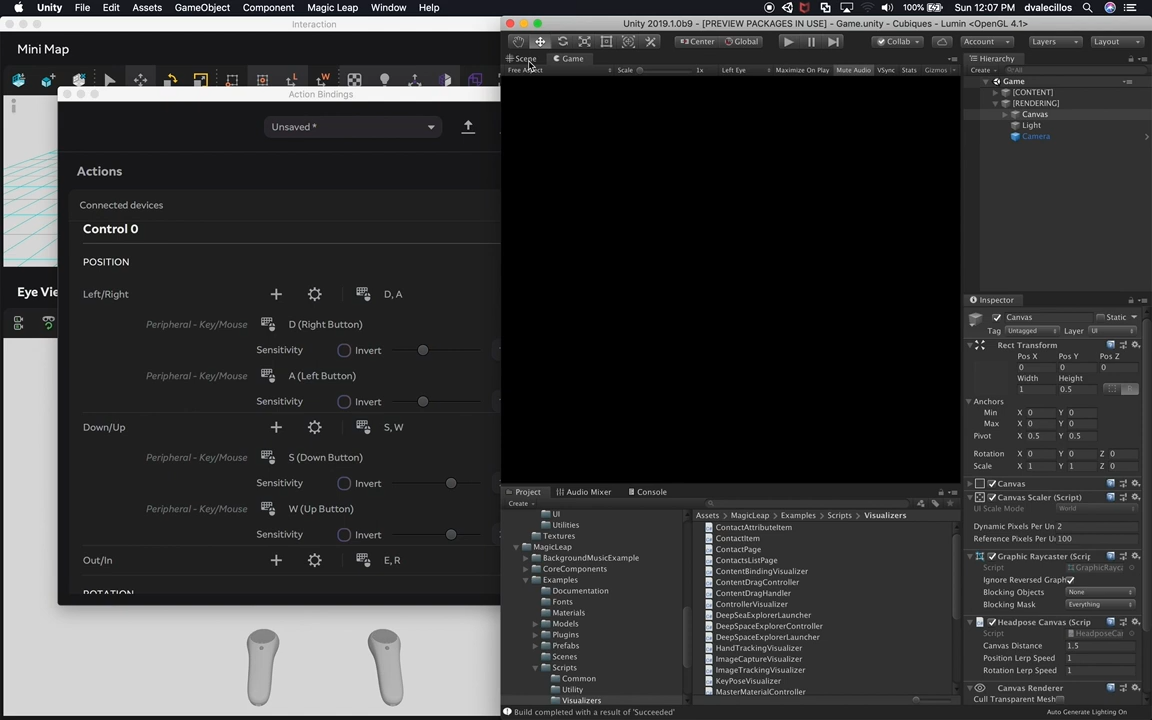 Unity File Edit Assets GameObject Component Magic Leap Window Help
100% Sun 12:07 PM dvalecillos
Interaction
Unity 2019.1.0b9 - [PREVIEW PACKAGES IN USE] - Game.unity - Cubiques - Lumin <OpenGL 4.1>
Mini Map
Center Global Collab Account Layers Layout
Scene Game
Free Aspect Scale 1x Left Eye Maximize On Play Mute Audio VSync Stats Gizmos
Hierarchy
Create All
Game
[CONTENT]
[RENDERING]
Canvas
Light
Camera
Action Bindings
Unsaved *
Actions
Connected devices
Control 0
POSITION
Left/Right D, A
Peripheral - Key/Mouse D (Right Button)
Sensitivity Invert
Peripheral - Key/Mouse A (Left Button)
Sensitivity Invert
Down/Up S, W
Peripheral - Key/Mouse S (Down Button)
Sensitivity Invert
Peripheral - Key/Mouse W (Up Button)
Sensitivity Invert
Out/In E, R
ROTATION
Eye Vie
Inspector
Canvas Static
Tag Untagged Layer UI
Rect Transform
Pos X Pos Y Pos Z
0 0 0
Width Height
1 0.5
Anchors
Min X 0 Y 0
Max X 0 Y 0
Pivot X 0.5 Y 0.5
Rotation X 0 Y 0 Z 0
Scale X 1 Y 1 Z 0
Canvas
Canvas Scaler (Script)
UI Scale Mode World
Dynamic Pixels Per Un 2
Reference Pixels Per U 100
Graphic Raycaster (Scrip
Script GraphicRayca
Ignore Reversed Graph
Blocking Objects None
Blocking Mask Everything
Headpose Canvas (Scrip
Script HeadposeCan
Canvas Distance 1.5
Position Lerp Speed 1
Rotation Lerp Speed 1
Canvas Renderer
Cull Transparent Mesh
Project Audio Mixer Console
Create
UI
Utilities
Textures
MagicLeap
BackgroundMusicExample
CoreComponents
Examples
Documentation
Fonts
Materials
Models
Plugins
Prefabs
Scenes
Scripts
Common
Utility
Visualizers
Assets MagicLeap Examples Scripts Visualizers
ContactAttributeItem
ContactItem
ContactPage
ContactsListPage
ContentBindingVisualizer
ContentDragController
ContentDragHandler
ControllerVisualizer
DeepSeaExplorerLauncher
DeepSpaceExplorerController
DeepSpaceExplorerLauncher
HandTrackingVisualizer
ImageCaptureVisualizer
ImageTrackingVisualizer
KeyPoseVisualizer
MasterMaterialController
Build completed with a result of 'Succeeded'
Auto Generate Lighting On